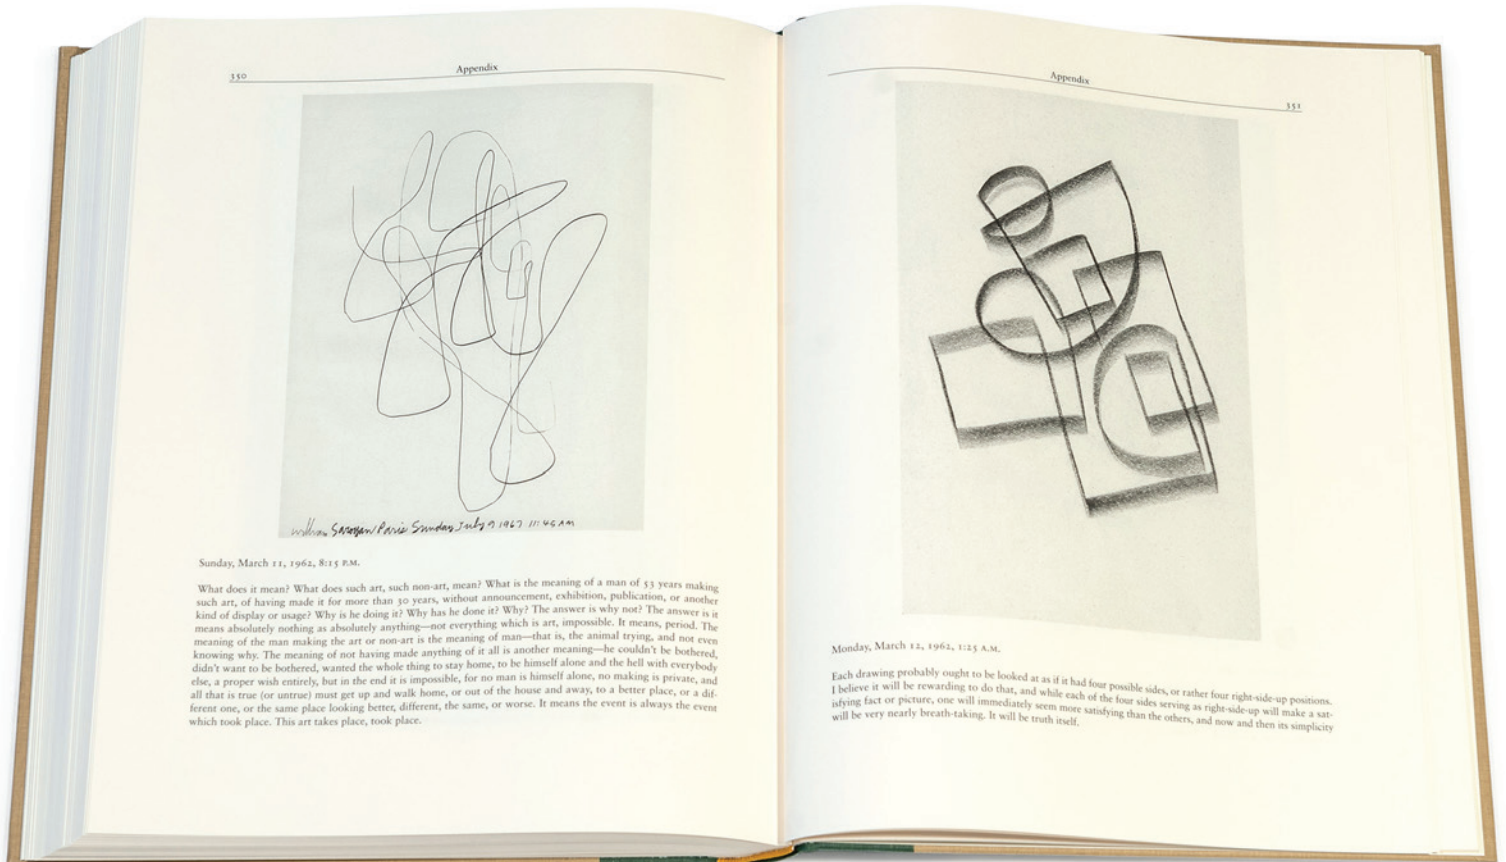 350
Appendix
William Saroyan Paris Sunday July 9 1967 11:45 AM
Sunday, March 11, 1962, 8:15 P.M.
What does it mean? What does such art, such non-art, mean? What is the meaning of a man of 53 years making
such art, of having made it for more than 30 years, without announcement, exhibition, publication, or another
kind of display or usage? Why is he doing it? Why has he done it? Why? The answer is why not? The answer is it
means absolutely nothing as absolutely anything—not everything which is art, impossible. It means, period. The
meaning of the man making the art or non-art is the meaning of man—that is, the animal trying, and not even
knowing why. The meaning of not having made anything of it all is another meaning—he couldn't be bothered,
didn't want to be bothered, wanted the whole thing to stay home, to be himself alone and the hell with everybody
else, a proper wish entirely, but in the end it is impossible, for no man is himself alone, no making is private, and
all that is true (or untrue) must get up and walk home, or out of the house and away, to a better place, or a dif-
ferent one, or the same place looking better, different, the same, or worse. It means the event is always the event
which took place. This art takes place, took place.
Appendix
351
Monday, March 12, 1962, 1:25 A.M.
Each drawing probably ought to be looked at as if it had four possible sides, or rather four right-side-up positions.
I believe it will be rewarding to do that, and while each of the four sides serving as right-side-up will make a sat-
isfying fact or picture, one will immediately seem more satisfying than the others, and now and then its simplicity
will be very nearly breath-taking. It will be truth itself.